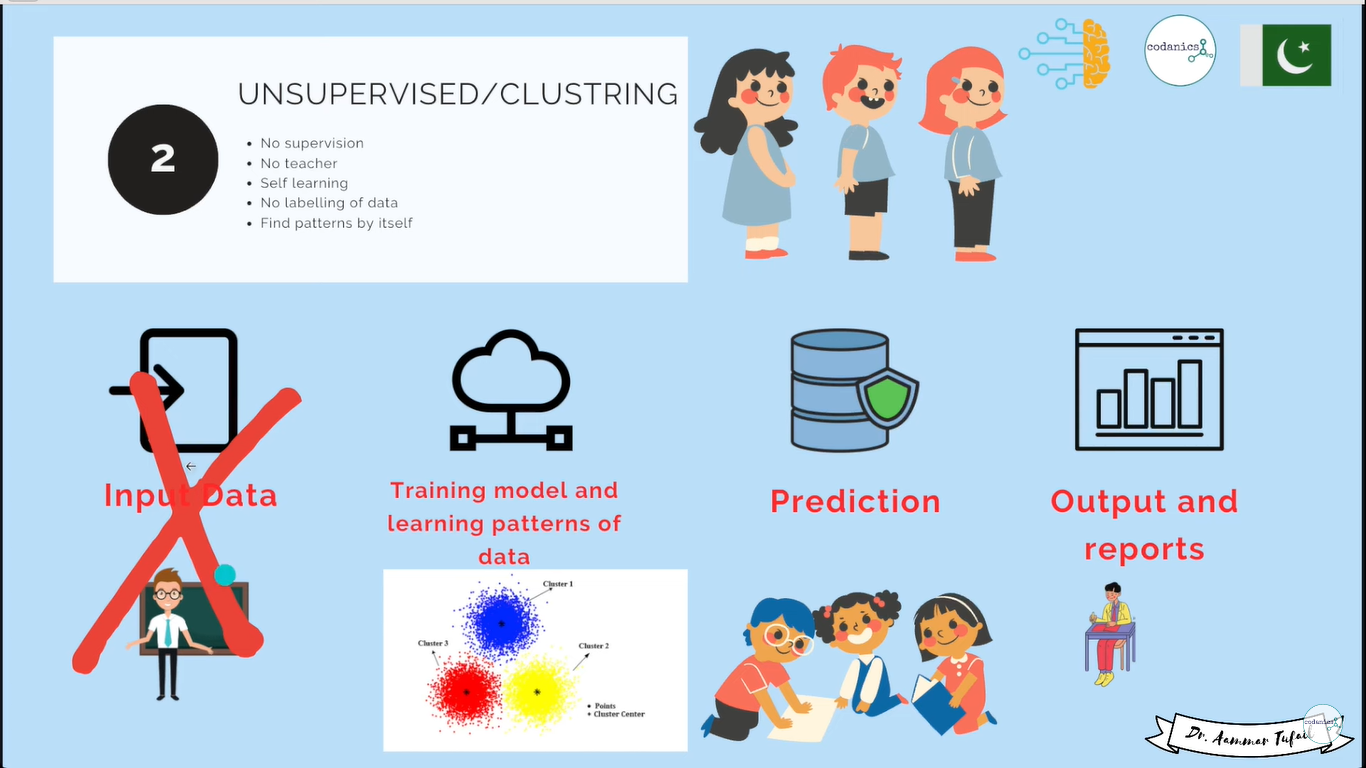 codanics
UNSUPERVISED/CLUSTRING
2
No supervision
No teacher
Self learning
No labelling of data
Find patterns by itself
Input Data
Training model and
learning patterns of
data
Prediction
Output and
reports
Cluster 1
Cluster 3
Cluster 2
Points
Cluster Center
Dr. Aammar Tufail
codanics